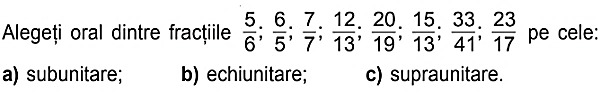 Alegeți oral dintre fracțiile 5/6; 6/5; 7/7; 12/13; 20/19; 15/13; 33/41; 23/17 pe cele:
a) subunitare; b) echiunitare; c) supraunitare.